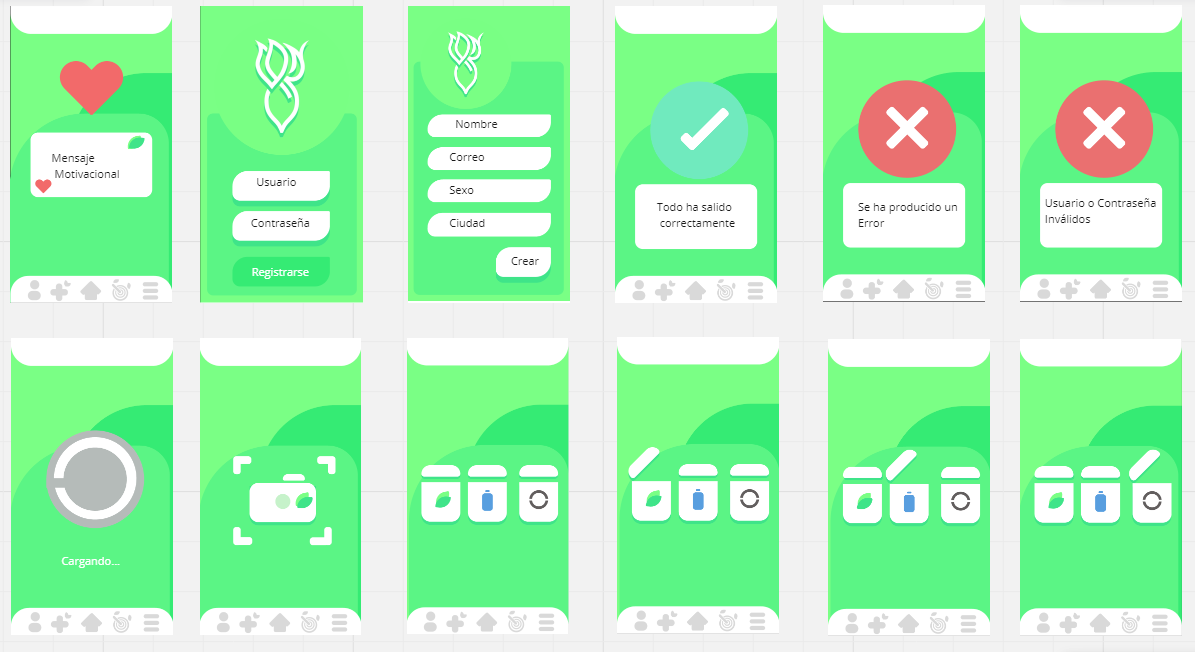 Mensaje
Motivacional
Usuario
Contraseña
Registrarse
Nombre
Correo
Sexo
Ciudad
Crear
Todo ha salido
correctamente
Se ha producido un
Error
Usuario o Contraseña
Inválidos
Cargando...